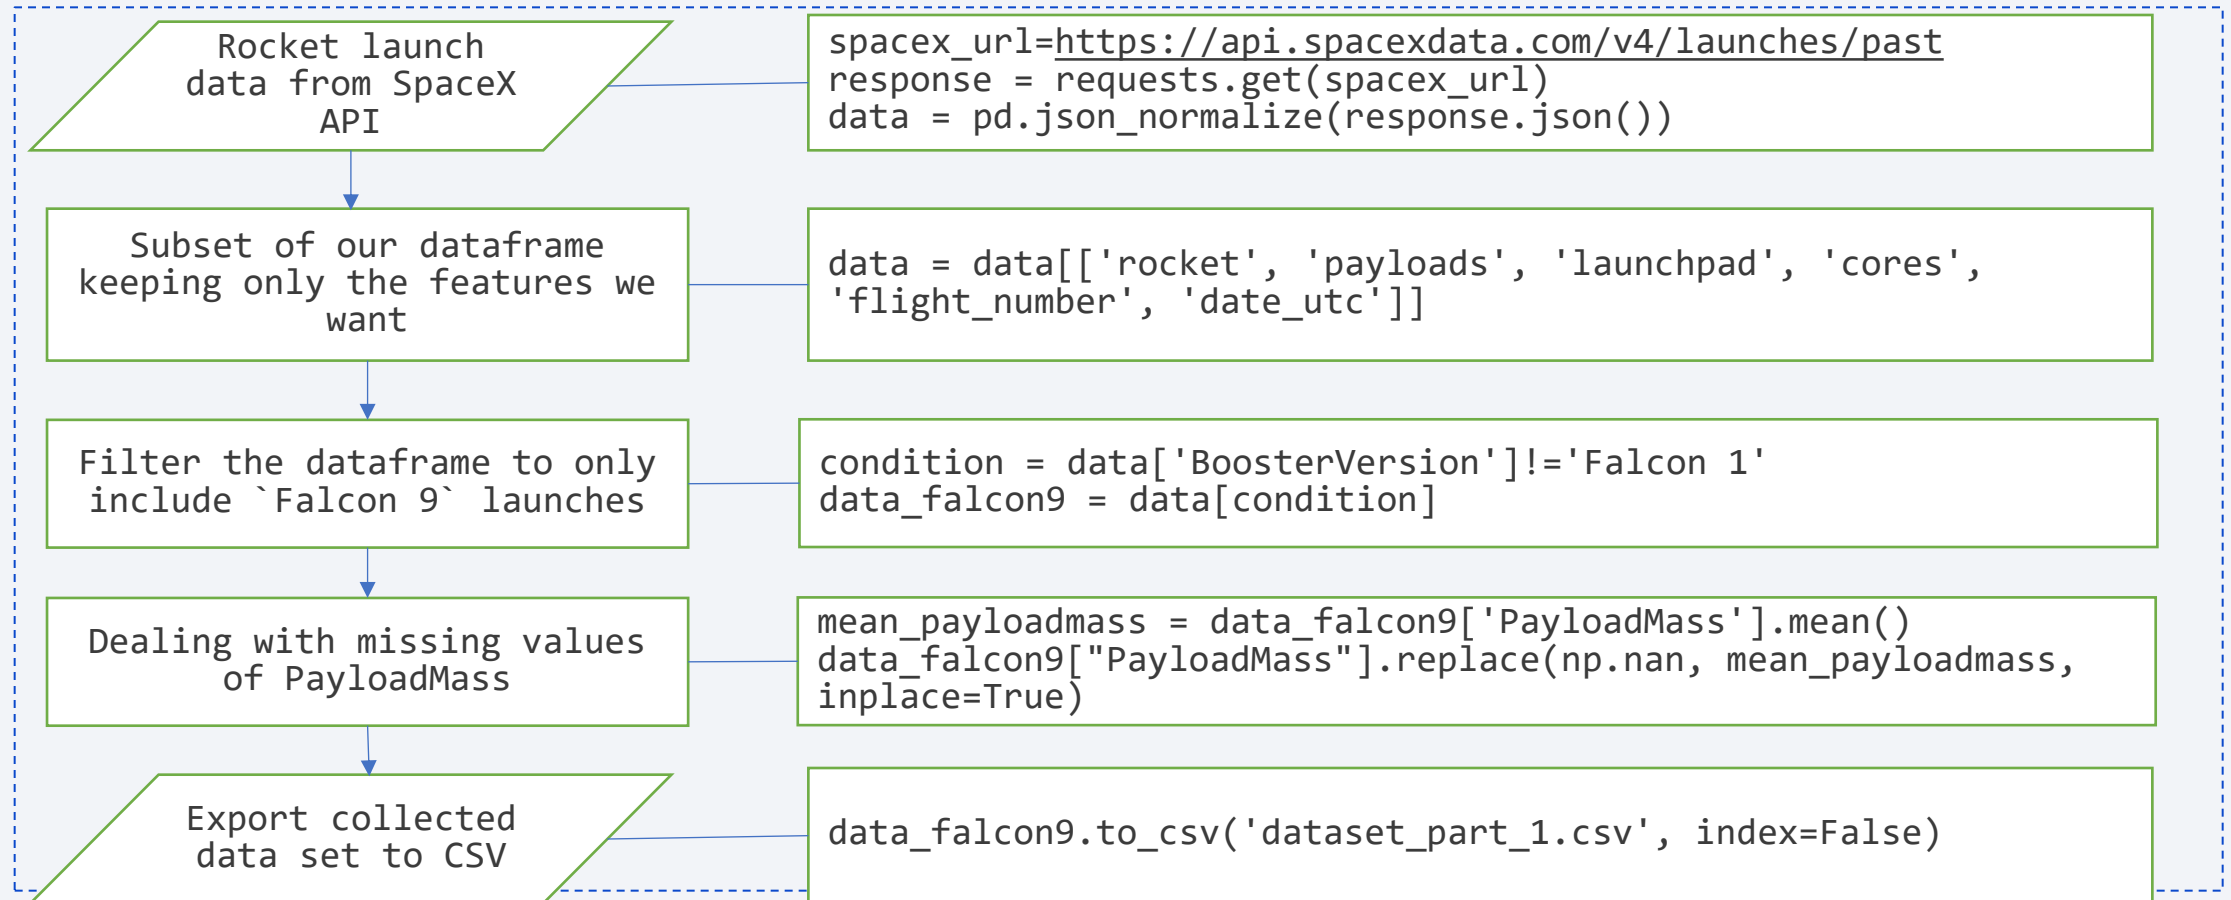 Rocket launch
data from SpaceX
API
spacex_url=https://api.spacexdata.com/v4/launches/past
response = requests.get(spacex_url)
data = pd.json_normalize(response.json())
Subset of our dataframe
keeping only the features we
want
data = data[['rocket', 'payloads', 'launchpad', 'cores',
'flight_number', 'date_utc']]
Filter the dataframe to only
include `Falcon 9` launches
condition = data['BoosterVersion']!='Falcon 1'
data_falcon9 = data[condition]
Dealing with missing values
of PayloadMass
mean_payloadmass = data_falcon9['PayloadMass'].mean()
data_falcon9["PayloadMass"].replace(np.nan, mean_payloadmass,
inplace=True)
Export collected
data set to CSV
data_falcon9.to_csv('dataset_part_1.csv', index=False)